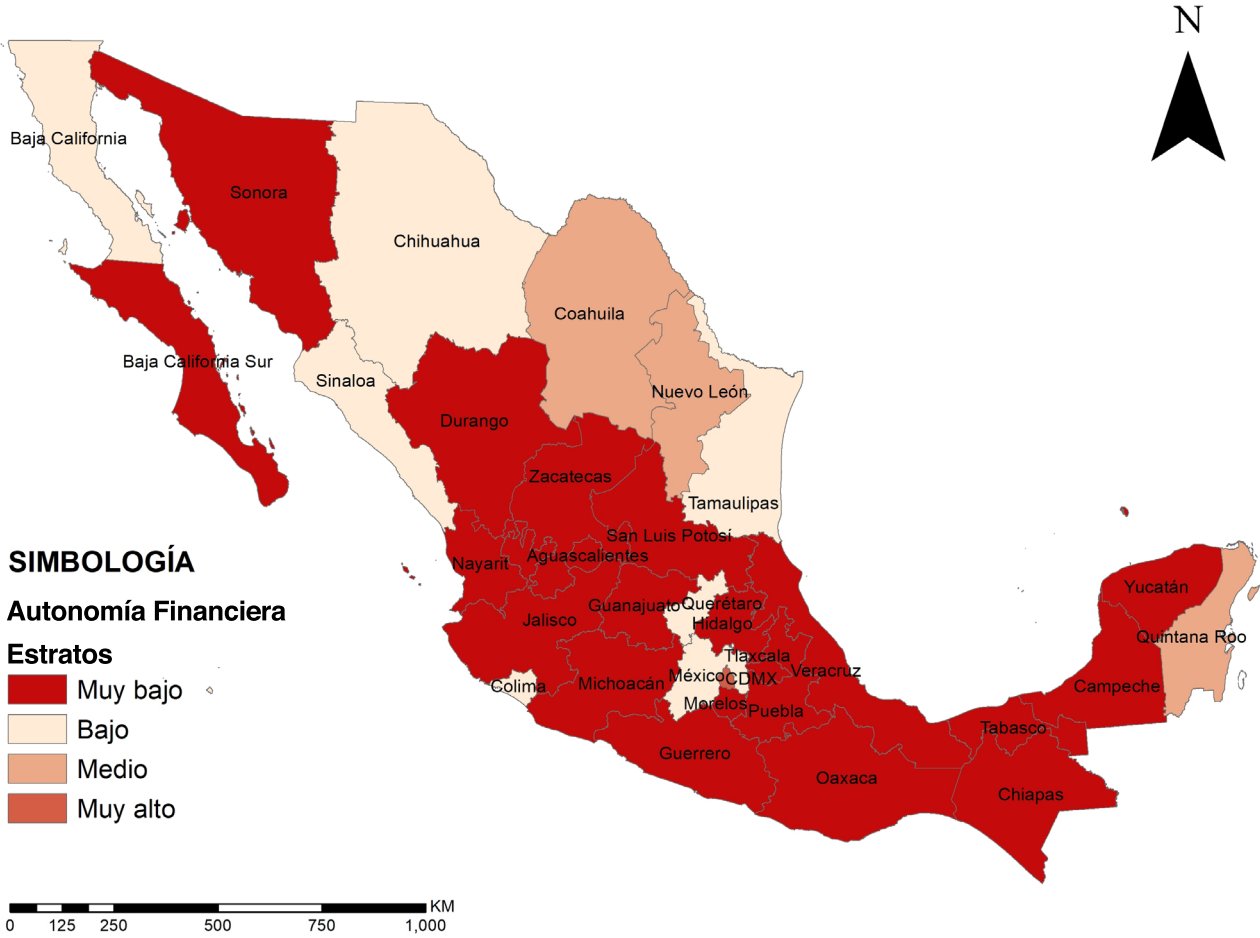 N
Baja California
Sonora
Chihuahua
Coahuila
Baja California Sur
Sinaloa
Nuevo León
Durango
Zacatecas
Tamaulipas
San Luis Potosí
Nayarit
Aguascalientes
Yucatán
Guanajuato
Querétaro
Jalisco
Hidalgo
Quintana Roo
Tlaxcala
Veracruz
Colima
Michoacán
México
CDMX
Campeche
Morelos
Puebla
Tabasco
Guerrero
Oaxaca
Chiapas
SIMBOLOGÍA
Autonomía Financiera
Estratos
Muy bajo
Bajo
Medio
Muy alto
KM
0 125 250 500 750 1,000